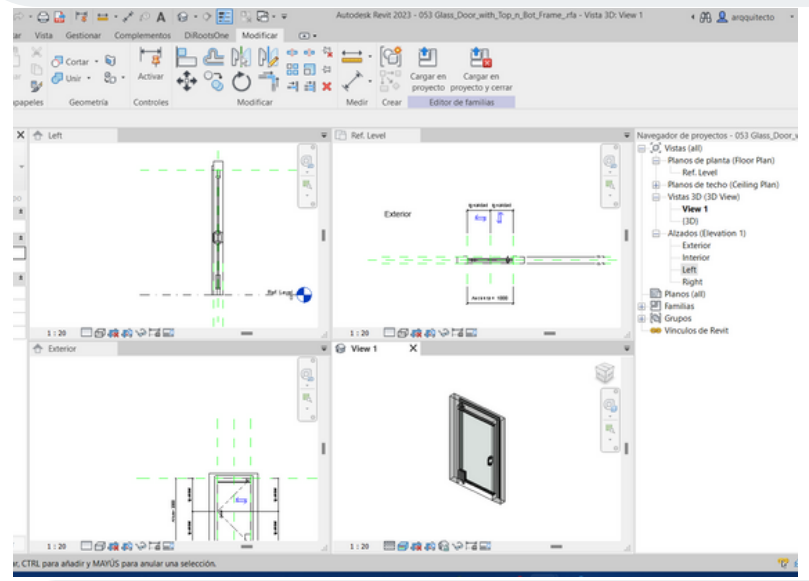 Autodesk Revit 2023 - 053 Glass_Door_with_Top_n_Bot_Frame_.rfa - Vista 3D: View 1
arqquitecto
Vista Gestionar Complementos DiRootsOne Modificar
Cortar
Unir
Activar
Cargar en proyecto
Cargar en proyecto y cerrar
Geometría Controles Modificar Medir Crear Editor de familias
Left
Ref. Level
Navegador de proyectos - 053 Glass_Door_
Vistas (all)
Planos de planta (Floor Plan)
Ref. Level
Planos de techo (Ceiling Plan)
Vistas 3D (3D View)
View 1
{3D}
Alzados (Elevation 1)
Exterior
Interior
Left
Right
Planos (all)
Familias
Grupos
Vínculos de Revit
Exterior
Ref. Level
1 : 20
1 : 20
Exterior
View 1
1 : 20
1 : 20
CTRL para añadir y MAYÚS para anular una selección.